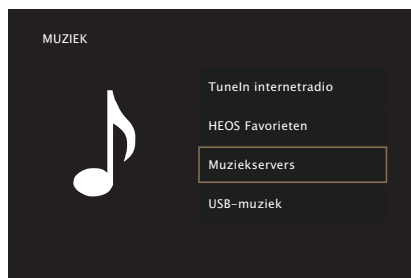 MUZIEK
TuneIn internetradio
HEOS Favorieten
Muziekservers
USB-muziek